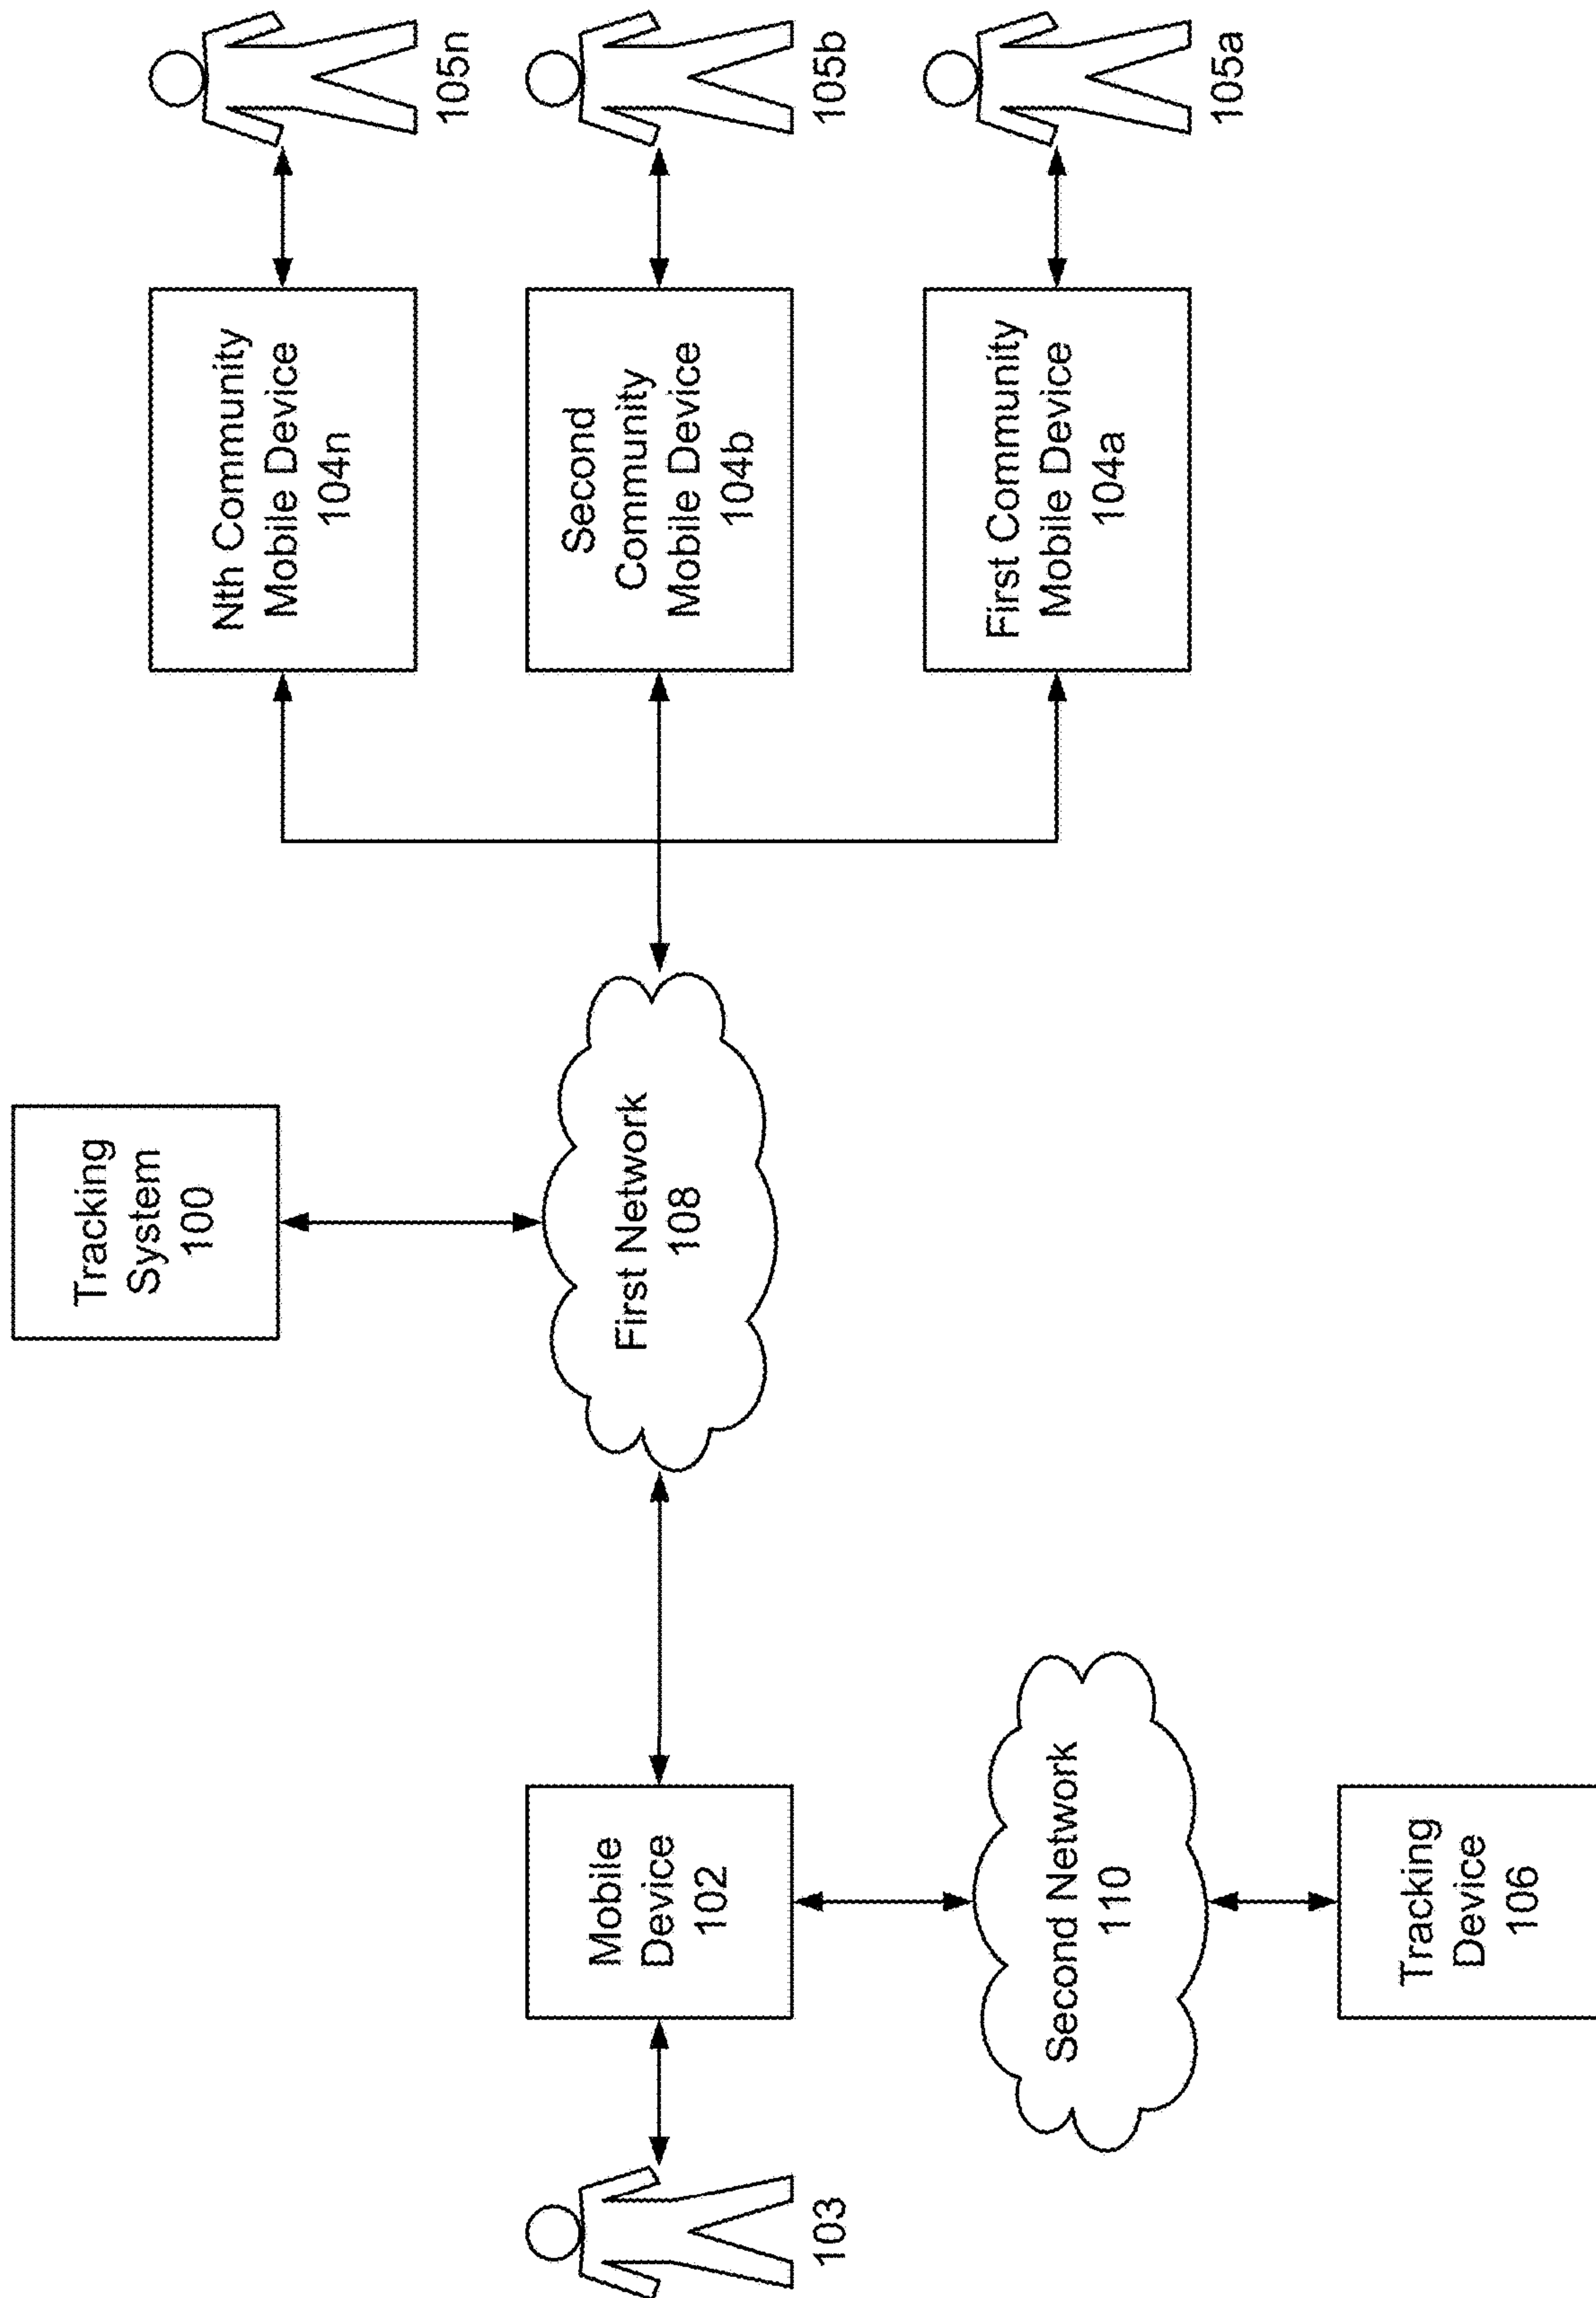 Tracking
System
100
Nth Community
Mobile Device
104n
105n
103
Mobile
Device
102
First Network
108
Second
Community
Mobile Device
104b
105b
Second Network
110
First Community
Mobile Device
104a
105a
Tracking
Device
106